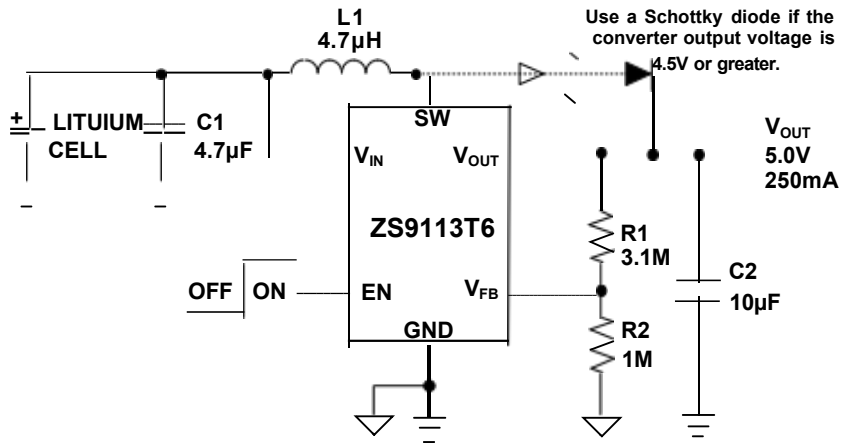 L1
4.7µH
Use a Schottky diode if the
converter output voltage is
4.5V or greater.
+
LITUIUM
CELL
C1
4.7µF
SW
VIN
VOUT
ZS9113T6
EN
VFB
GND
OFF
ON
VOUT
5.0V
250mA
R1
3.1M
R2
1M
C2
10µF